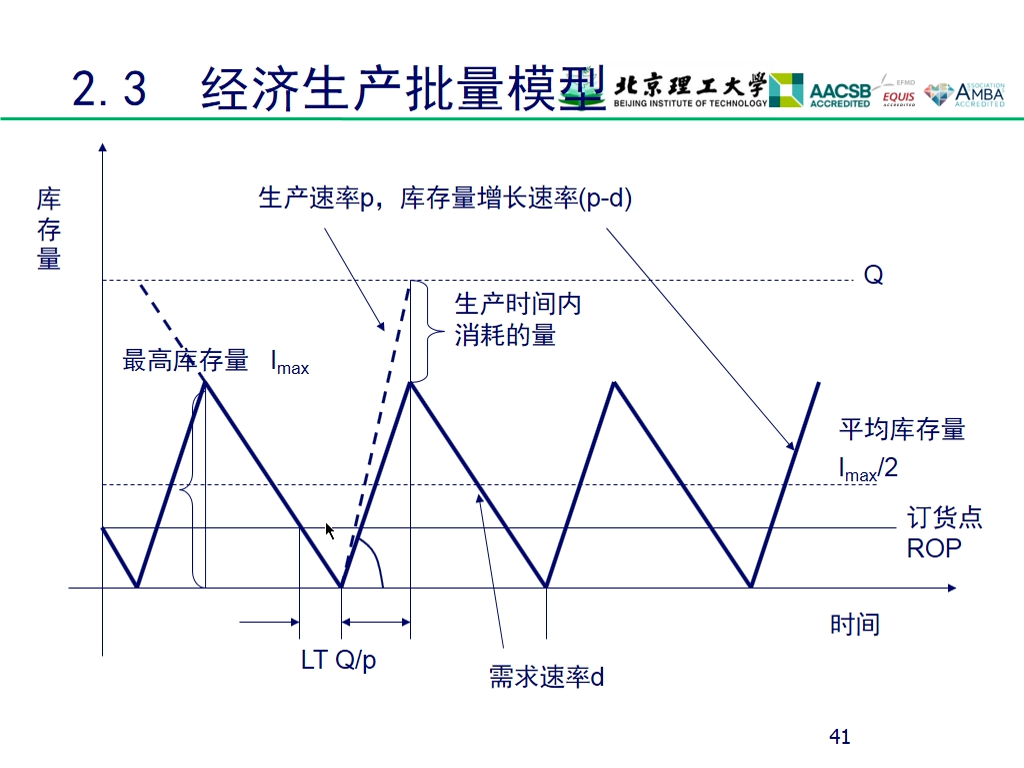 2.3 经济生产批量模型
北京理工大学
BEIJING INSTITUTE OF TECHNOLOGY
AACSB
ACCREDITED
EFMD
EQUIS
ACCREDITED
ASSOCIATION
AMBA
ACCREDITED
库存量
生产速率p，库存量增长速率(p-d)
Q
生产时间内
消耗的量
最高库存量 Imax
平均库存量
Imax/2
订货点
ROP
时间
LT Q/p
需求速率d
41